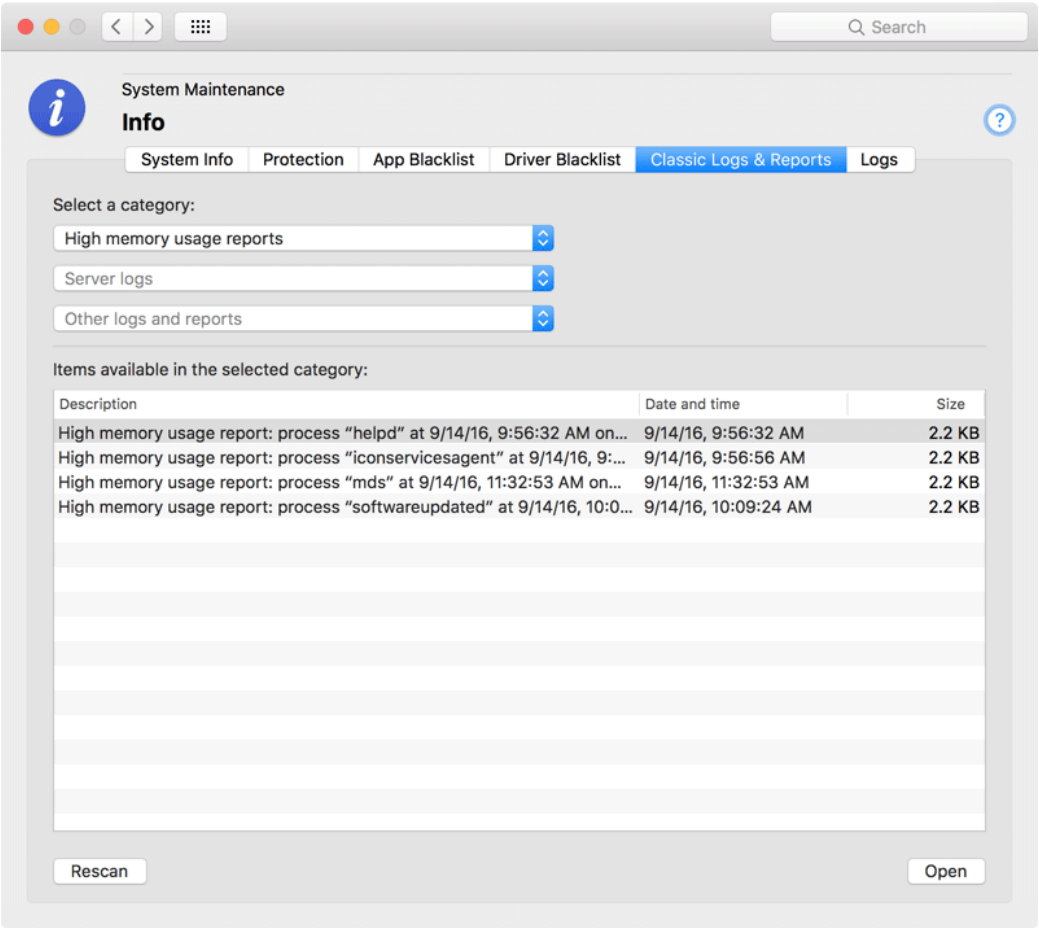 Search
System Maintenance
Info
i
?
System Info Protection App Blacklist Driver Blacklist Classic Logs & Reports Logs
Select a category:
High memory usage reports
Server logs
Other logs and reports
Items available in the selected category:
Description Date and time Size
High memory usage report: process “helpd” at 9/14/16, 9:56:32 AM on... 9/14/16, 9:56:32 AM 2.2 KB
High memory usage report: process “iconservicesagent” at 9/14/16, 9:... 9/14/16, 9:56:56 AM 2.2 KB
High memory usage report: process “mds” at 9/14/16, 11:32:53 AM on... 9/14/16, 11:32:53 AM 2.2 KB
High memory usage report: process “softwareupdated” at 9/14/16, 10:0... 9/14/16, 10:09:24 AM 2.2 KB
Rescan Open